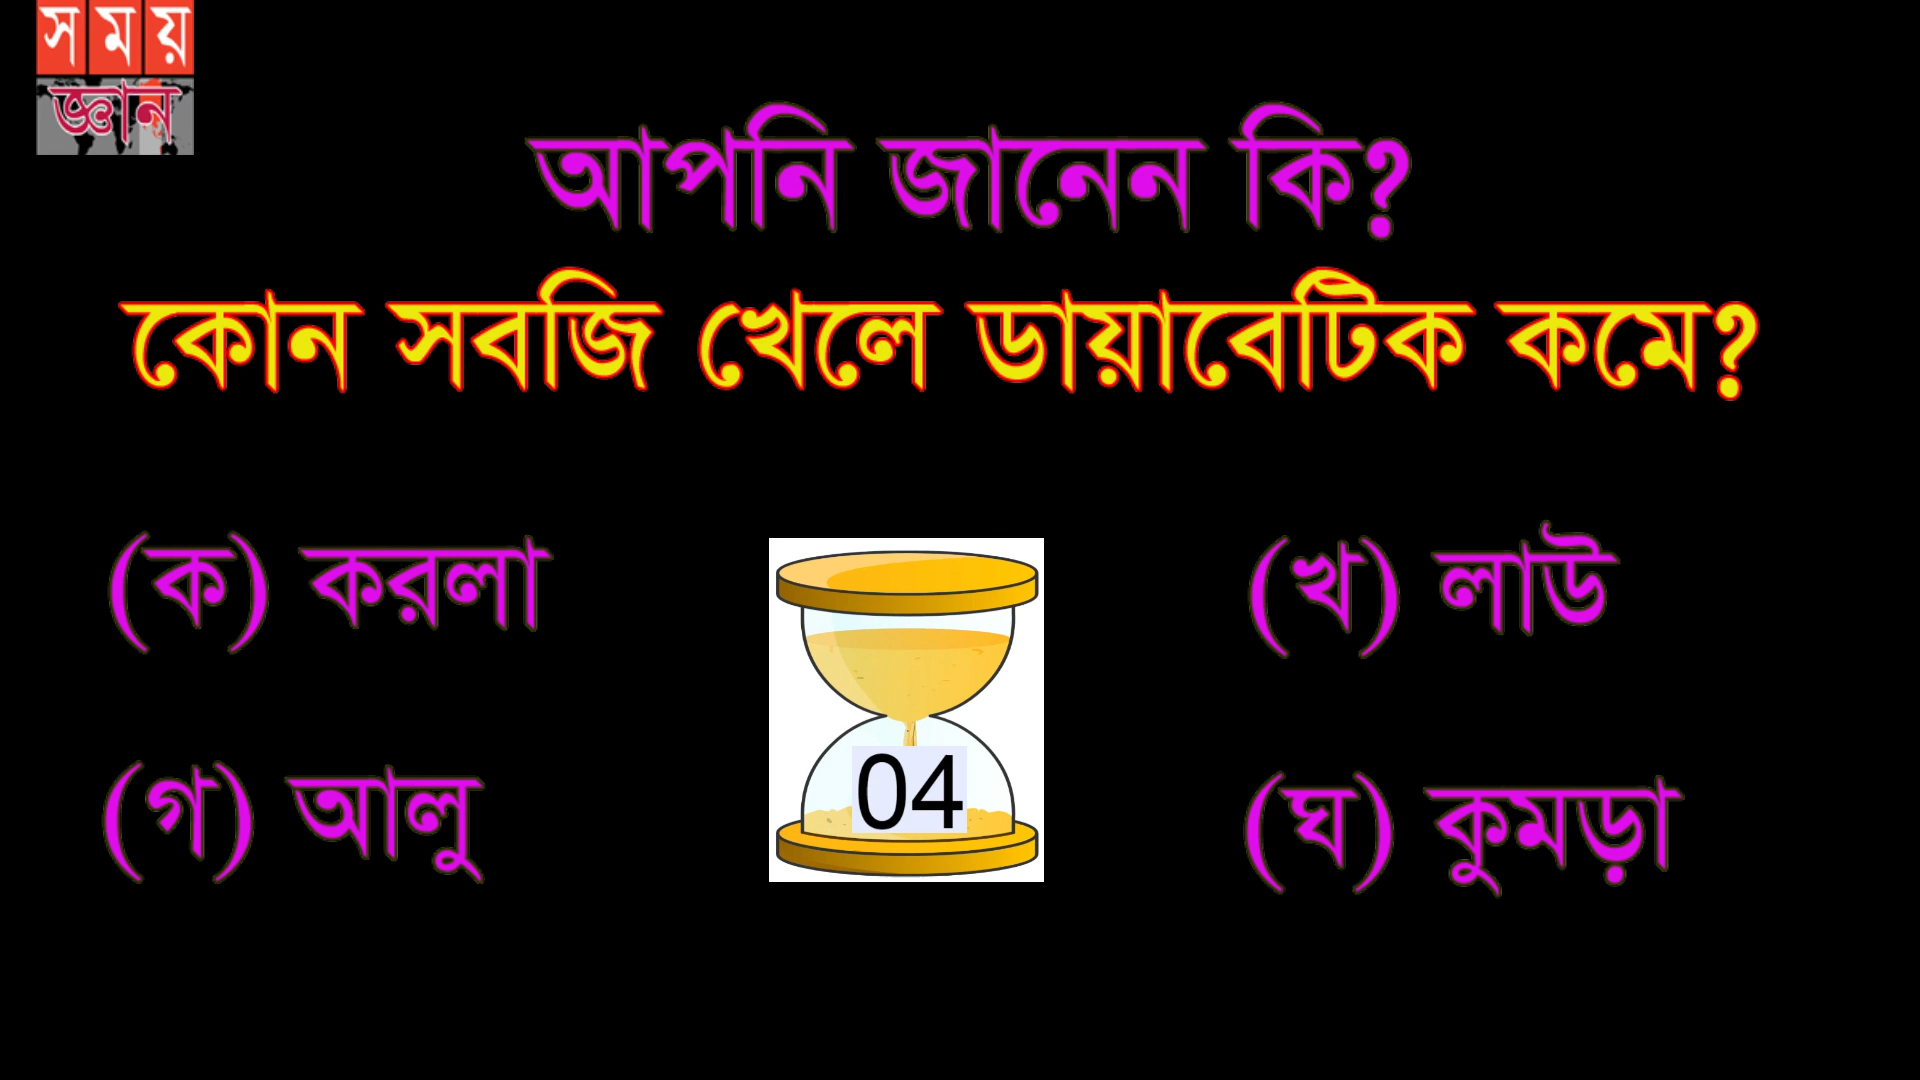 সময়
জ্ঞান
আপনি জানেন কি?
কোন সবজি খেলে ডায়াবেটিক কমে?
(ক) করলা
(খ) লাউ
04
(গ) আলু
(ঘ) কুমড়া